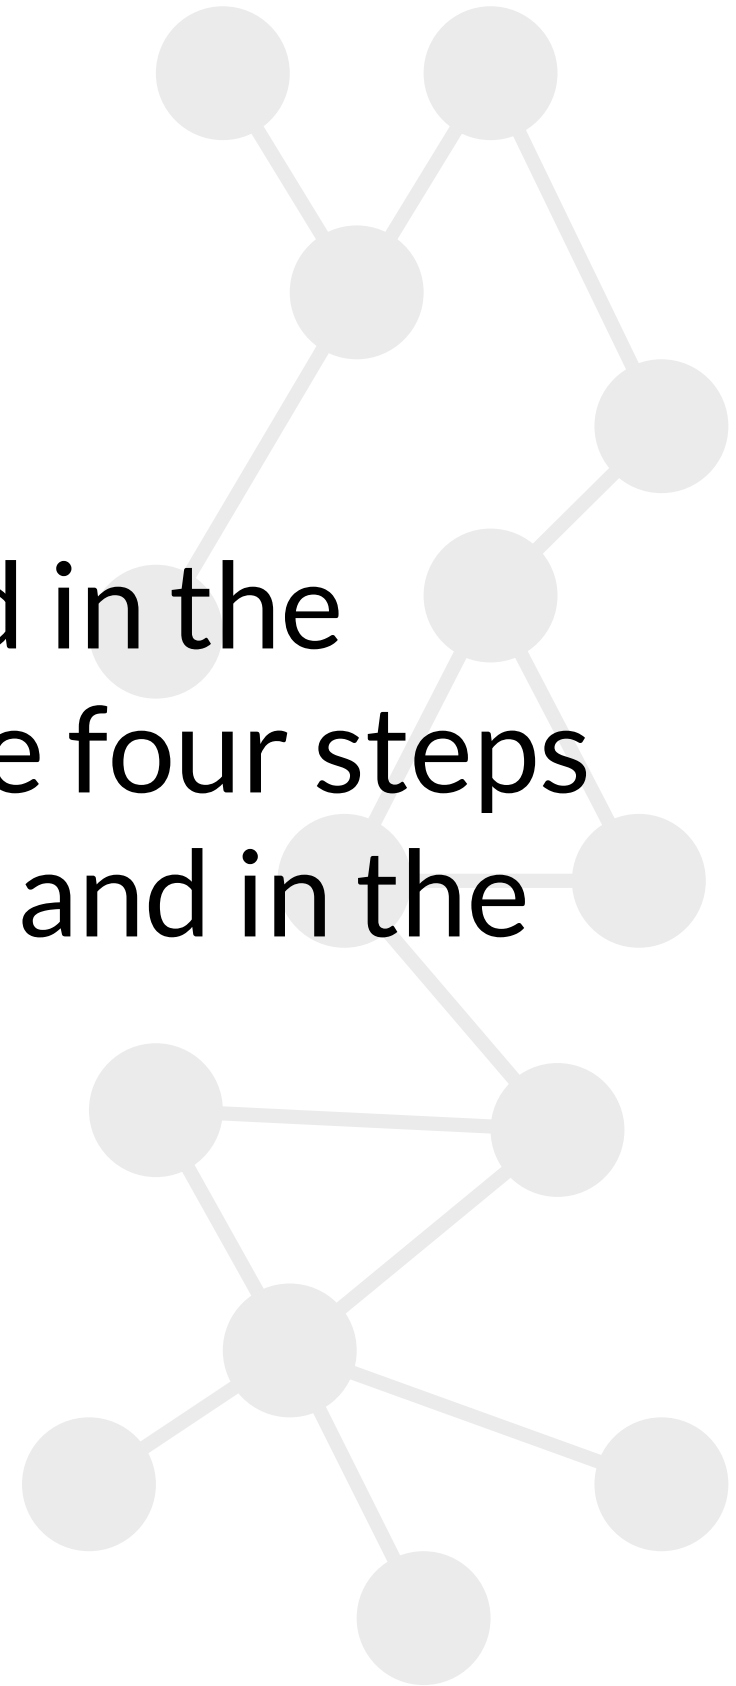 in the
four steps
and in the